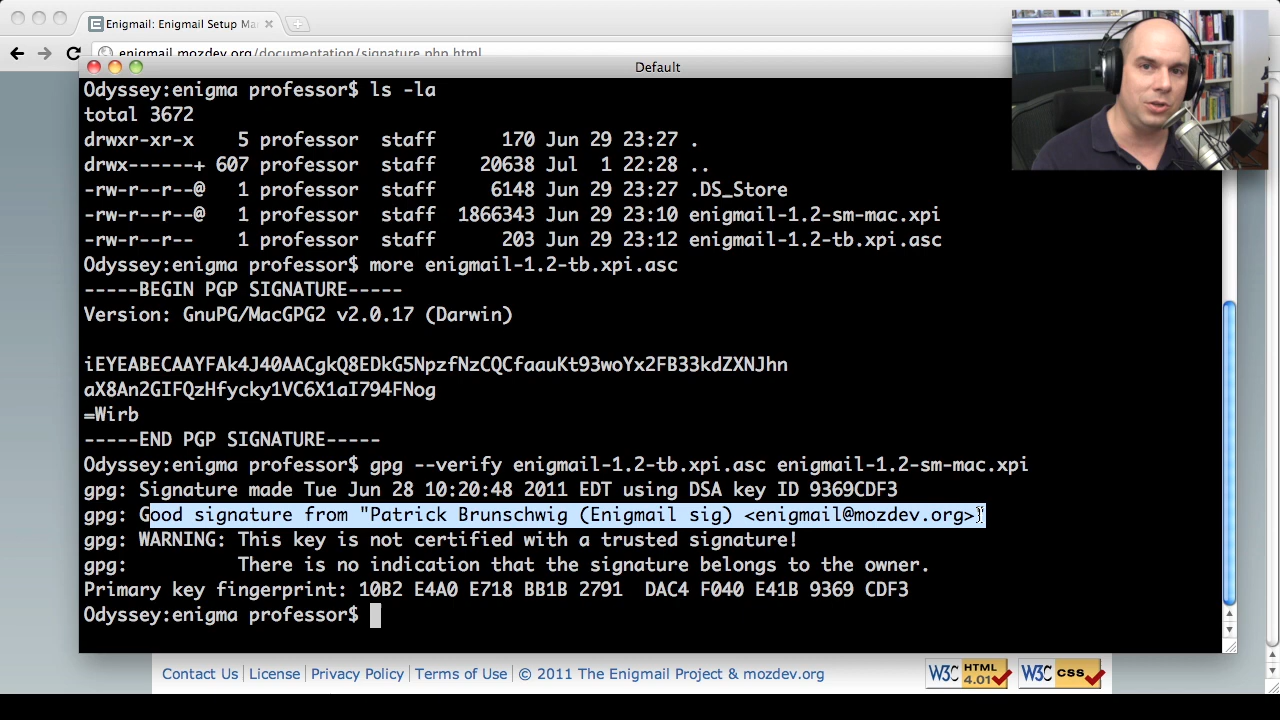 Enigmail: Enigmail Setup Ma
enigmail.mozdev.org/documentation/signature.php.html
Default
Odyssey:enigma professor$ ls -la
total 3672
drwxr-xr-x 5 professor staff 170 Jun 29 23:27 .
drwx------+ 607 professor staff 20638 Jul 1 22:28 ..
-rw-r--r--@ 1 professor staff 6148 Jun 29 23:27 .DS_Store
-rw-r--r--@ 1 professor staff 1866343 Jun 29 23:10 enigmail-1.2-sm-mac.xpi
-rw-r--r-- 1 professor staff 203 Jun 29 23:12 enigmail-1.2-tb.xpi.asc
Odyssey:enigma professor$ more enigmail-1.2-tb.xpi.asc
-----BEGIN PGP SIGNATURE-----
Version: GnuPG/MacGPG2 v2.0.17 (Darwin)
iEYEABECAAYFAk4J40AACgkQ8EDkG5NpzfNzCQCfaauKt93woYx2FB33kdZXNJhn
aX8An2GIFQzHfycky1VC6X1aI794FNog
=Wirb
-----END PGP SIGNATURE-----
Odyssey:enigma professor$ gpg --verify enigmail-1.2-tb.xpi.asc enigmail-1.2-sm-mac.xpi
gpg: Signature made Tue Jun 28 10:20:48 2011 EDT using DSA key ID 9369CDF3
gpg: Good signature from "Patrick Brunschwig (Enigmail sig) <enigmail@mozdev.org>"
gpg: WARNING: This key is not certified with a trusted signature!
gpg: There is no indication that the signature belongs to the owner.
Primary key fingerprint: 10B2 E4A0 E718 BB1B 2791 DAC4 F040 E41B 9369 CDF3
Odyssey:enigma professor$
Contact Us | License | Privacy Policy | Terms of Use | © 2011 The Enigmail Project & mozdev.org
W3C HTML 4.01
W3C CSS